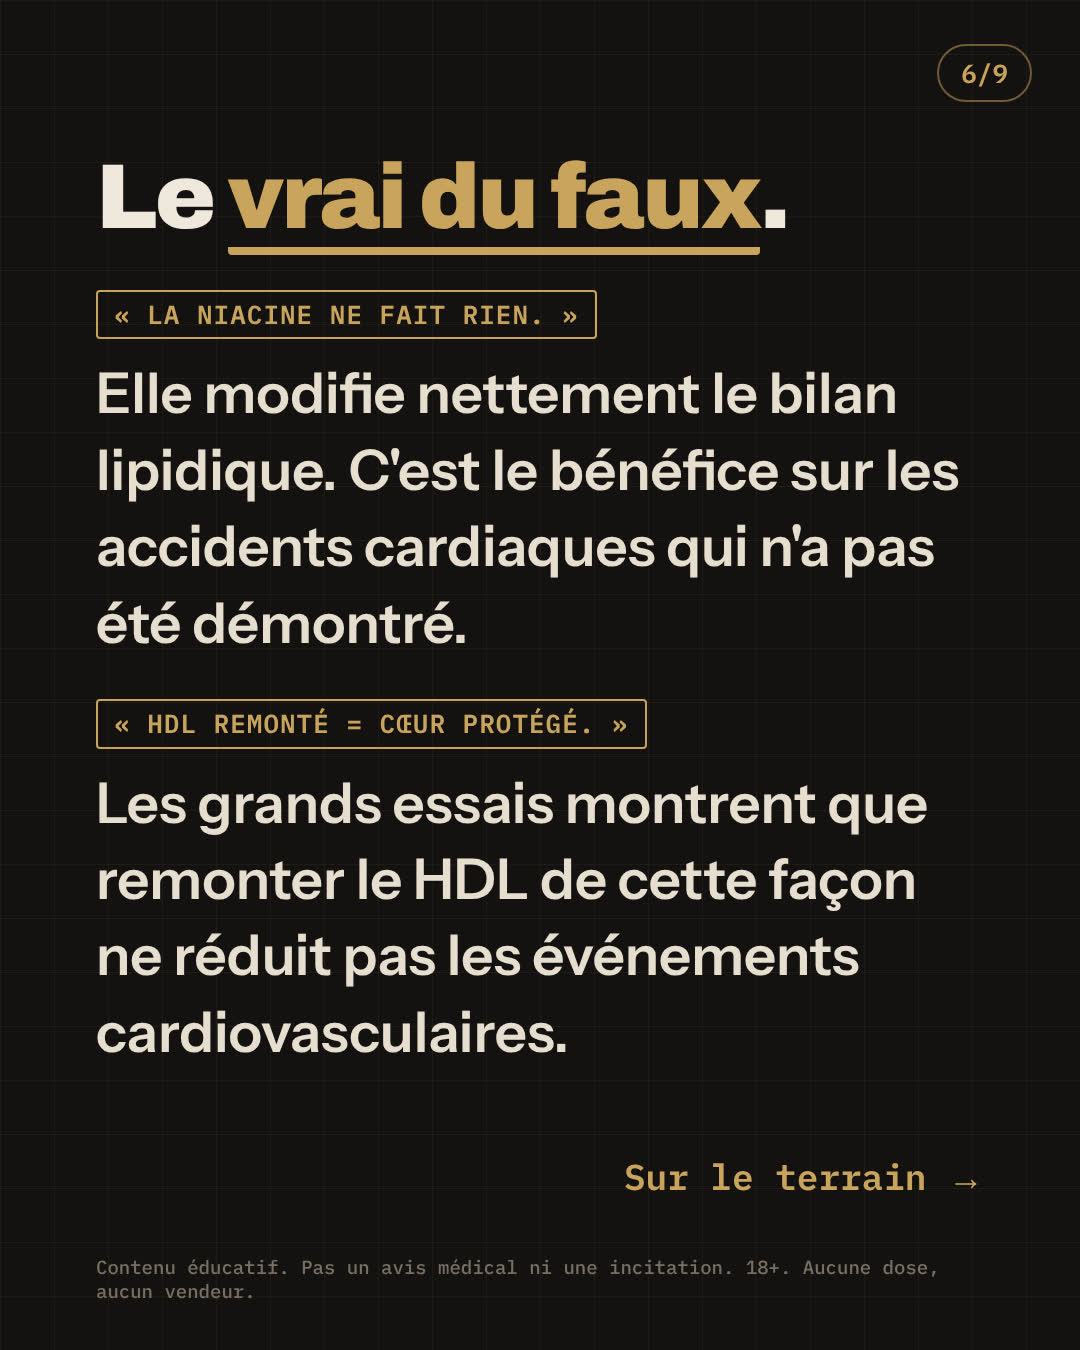 6/9
Le vrai du faux.
« LA NIACINE NE FAIT RIEN. »
Elle modifie nettement le bilan
lipidique. C'est le bénéfice sur les
accidents cardiaques qui n'a pas
été démontré.
« HDL REMONTÉ = CŒUR PROTÉGÉ. »
Les grands essais montrent que
remonter le HDL de cette façon
ne réduit pas les événements
cardiovasculaires.
Sur le terrain →
Contenu éducatif. Pas un avis médical ni une incitation. 18+. Aucune dose,
aucun vendeur.